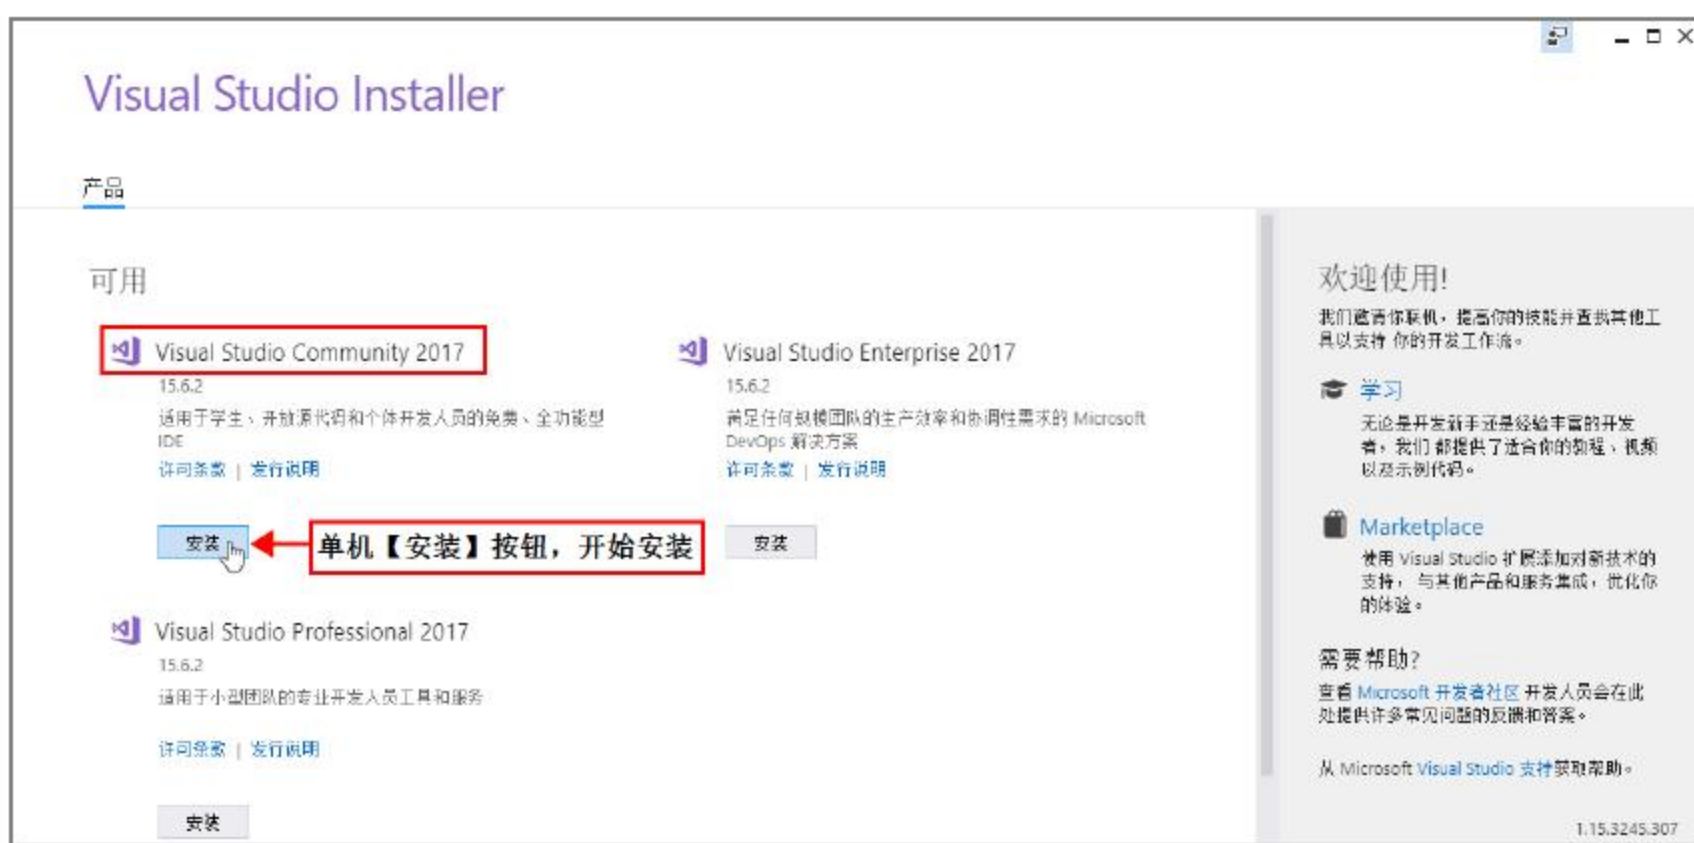 Visual Studio Installer
产品
可用
Visual Studio Community 2017
15.6.2
适用于学生、开放源代码和个体开发人员的免费、全功能型
IDE
许可条款 | 发行说明
安装
单机【安装】按钮，开始安装
Visual Studio Enterprise 2017
15.6.2
满足任何规模团队的生产效率和协调性需求的 Microsoft
DevOps 解决方案
许可条款 | 发行说明
安装
Visual Studio Professional 2017
15.6.2
适用于小型团队的专业开发人员工具和服务
许可条款 | 发行说明
安装
欢迎使用!
我们邀请你联机，提高你的技能并查找其他工
具以支持 你的开发工作流。
学习
无论是开发新手还是经验丰富的开发
者，我们 都提供了适合你的教程、视频
以及示例代码。
Marketplace
使用 Visual Studio 扩展添加对新技术的
支持， 与其他产品和服务集成，优化你
的体验。
需要帮助?
查看 Microsoft 开发者社区 开发人员会在此
处提供许多常见问题的反馈和答案。
从 Microsoft Visual Studio 支持获取帮助。
1.15.3245.307